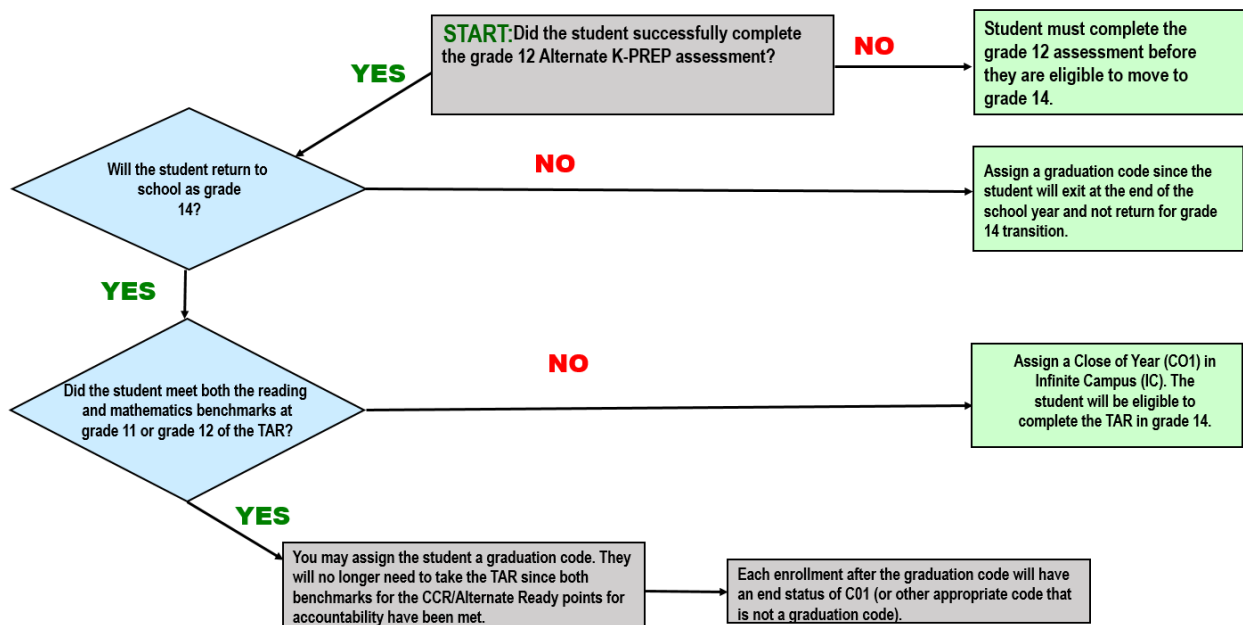 START:Did the student successfully complete
the grade 12 Alternate K-PREP assessment?
NO
Student must complete the
grade 12 assessment before
they are eligible to move to
grade 14.
YES
Will the student return to
school as grade
14?
NO
Assign a graduation code since the
student will exit at the end of the
school year and not return for grade
14 transition.
YES
Did the student meet both the reading
and mathematics benchmarks at
grade 11 or grade 12 of the TAR?
NO
Assign a Close of Year (CO1) in
Infinite Campus (IC). The
student will be eligible to
complete the TAR in grade 14.
YES
You may assign the student a graduation code. They
will no longer need to take the TAR since both
benchmarks for the CCR/Alternate Ready points for
accountability have been met.
Each enrollment after the graduation code will have
an end status of C01 (or other appropriate code that
is not a graduation code).